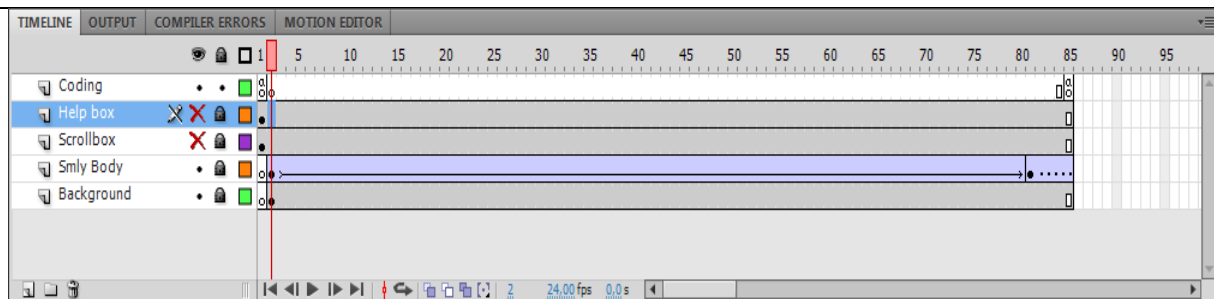 TIMELINE OUTPUT COMPILER ERRORS MOTION EDITOR
1 5 10 15 20 25 30 35 40 45 50 55 60 65 70 75 80 85 90 95
Coding
Help box
Scrollbox
Smly Body
Background
2 24,00 fps 0,0 s